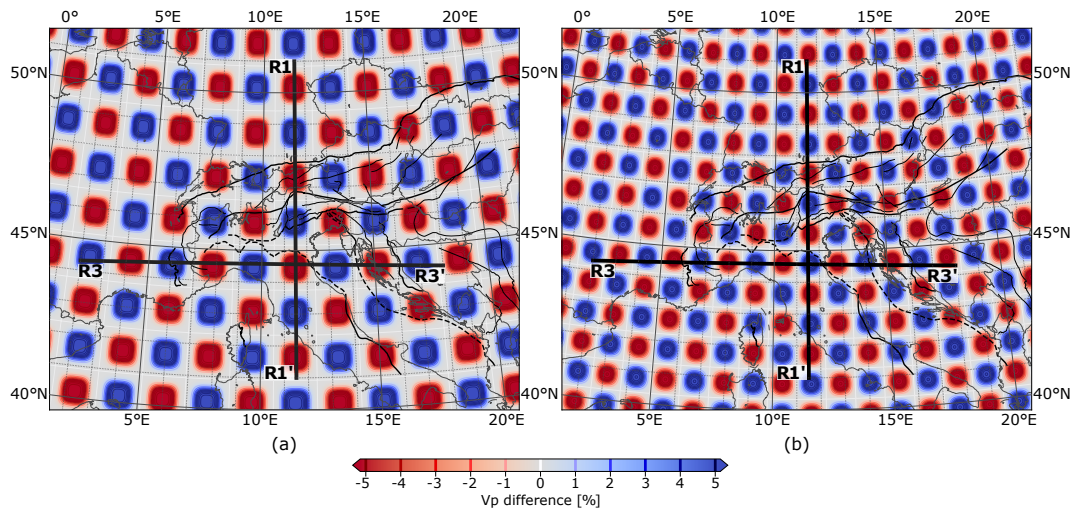 0° 5°E 10°E 15°E 20°E 0° 5°E 10°E 15°E 20°E
50°N R1 R1 50°N
45°N 45°N 45°N
R3 R3' R3 R3'
R1' R1'
40°N 40°N 40°N
5°E 10°E 15°E 20°E 5°E 10°E 15°E 20°E
(a) (b)
-5 -4 -3 -2 -1 0 1 2 3 4 5
Vp difference [%]